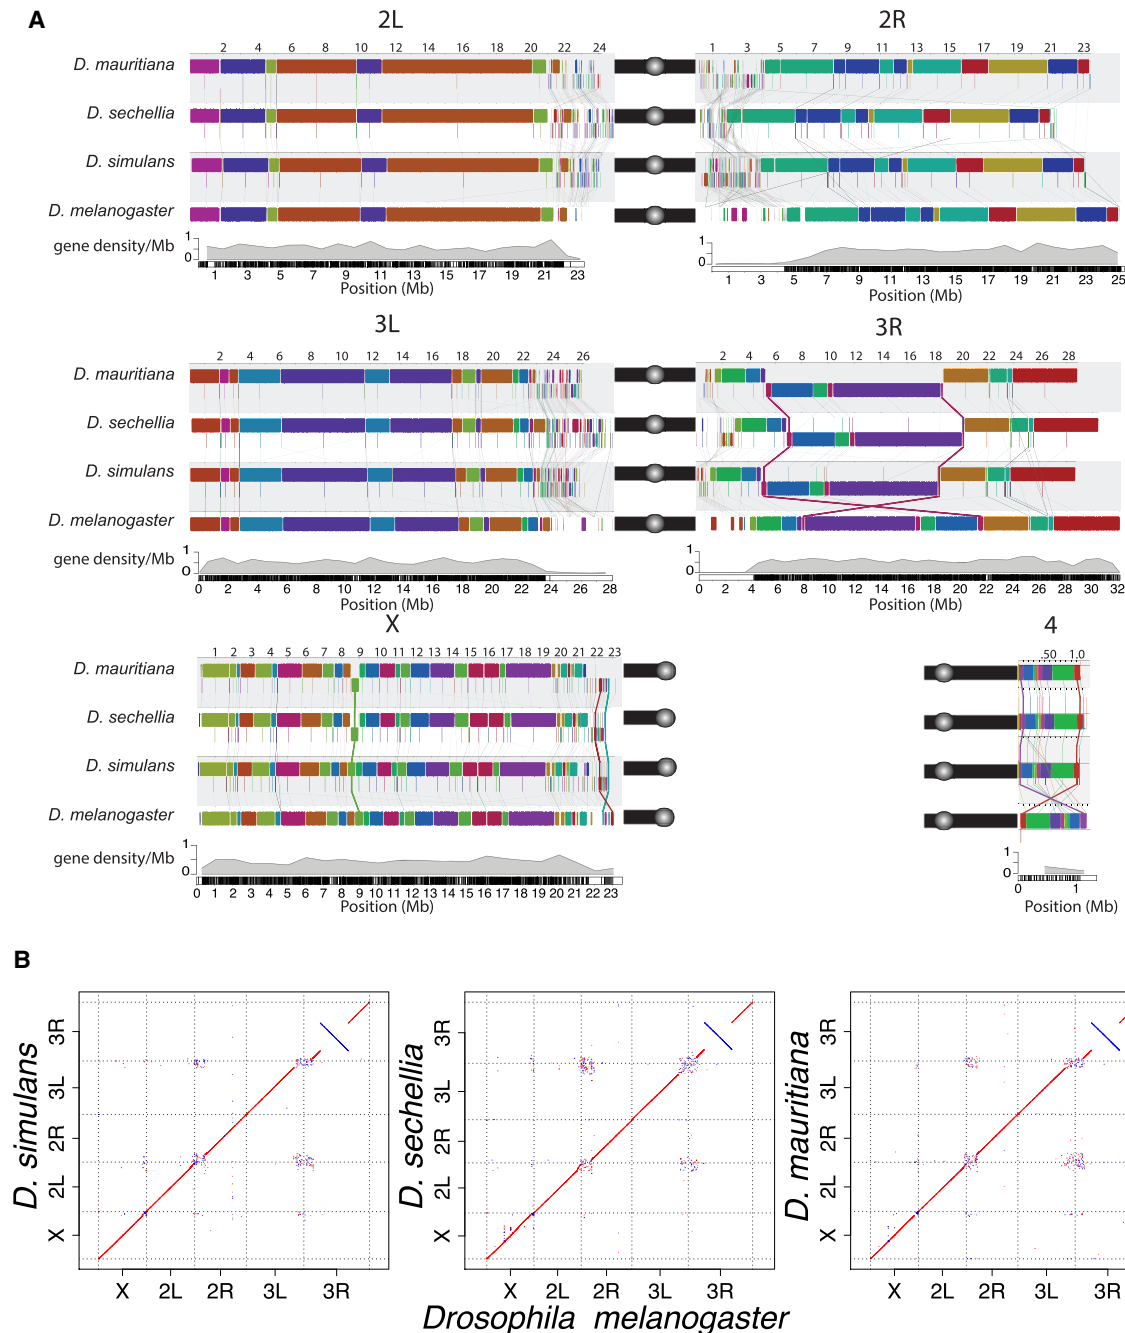 A
2L
2R
2 4 6 8 10 12 14 16 18 20 22 24
1 3 5 7 9 11 13 15 17 19 21 23
D. mauritiana
D. sechellia
D. simulans
D. melanogaster
gene density/Mb
1
0
1 3 5 7 9 11 13 15 17 19 21 23
Position (Mb)
1
0
1 3 5 7 9 11 13 15 17 19 21 23 25
Position (Mb)
3L
3R
2 4 6 8 10 12 14 16 18 20 22 24 26
2 4 6 8 10 12 14 16 18 20 22 24 26 28
D. mauritiana
D. sechellia
D. simulans
D. melanogaster
gene density/Mb
1
0
0 2 4 6 8 10 12 14 16 18 20 22 24 26 28
Position (Mb)
1
0
0 2 4 6 8 10 12 14 16 18 20 22 24 26 28 30 32
Position (Mb)
X
4
1 2 3 4 5 6 7 8 9 10 11 12 13 14 15 16 17 18 19 20 21 22 23
.50 1.0
D. mauritiana
D. sechellia
D. simulans
D. melanogaster
gene density/Mb
1
0
0 1 2 3 4 5 6 7 8 9 10 11 12 13 14 15 16 17 18 19 20 21 22 23
Position (Mb)
1
0
0 1
Position (Mb)
B
D. simulans
X 2L 2R 3L 3R
X 2L 2R 3L 3R
D. sechellia
X 2L 2R 3L 3R
X 2L 2R 3L 3R
D. mauritiana
X 2L 2R 3L 3R
X 2L 2R 3L 3R
Drosophila melanogaster